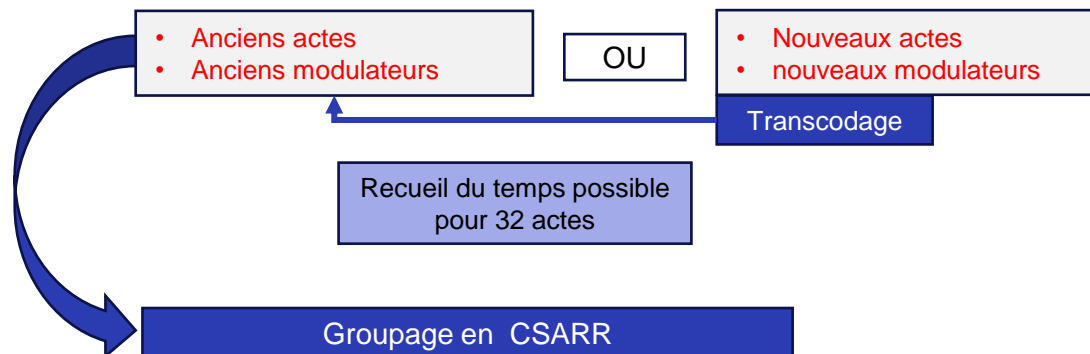 • Anciens actes
• Anciens modulateurs
OU
• Nouveaux actes
• nouveaux modulateurs
Transcodage
Recueil du temps possible
pour 32 actes
Groupage en CSARR